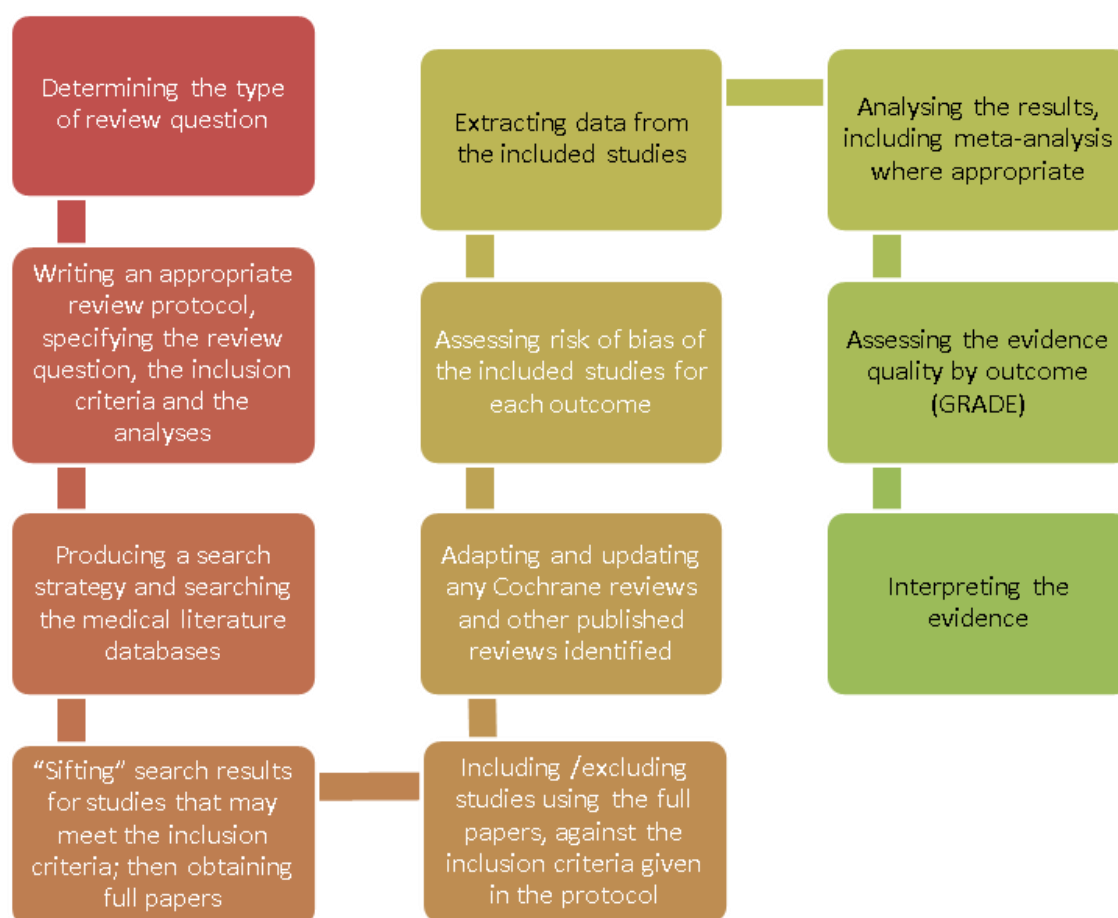 Determining the type
of review question
Writing an appropriate
review protocol,
specifying the review
question, the inclusion
criteria and the
analyses
Producing a search
strategy and searching
the medical literature
databases
“Sifting” search results
for studies that may
meet the inclusion
criteria; then obtaining
full papers
Including /excluding
studies using the full
papers, against the
inclusion criteria given
in the protocol
Adapting and updating
any Cochrane reviews
and other published
reviews identified
Assessing risk of bias of
the included studies for
each outcome
Extracting data from
the included studies
Analysing the results,
including meta-analysis
where appropriate
Assessing the evidence
quality by outcome
(GRADE)
Interpreting the
evidence